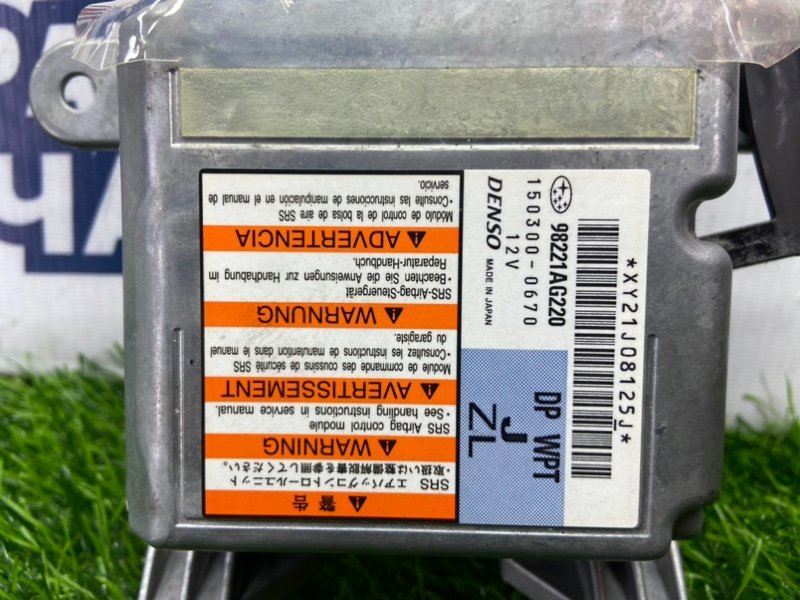 警告
SRS エアバッグコントロールユニット
・取扱いは整備解説書を参照してください。
WARNING
SRS Airbag control module
・See handling instructions in service manual.
AVERTISSEMENT
Module de commande de coussins de sécurité SRS
・Consultez les instructions de manutention dans le manuel
du garagiste.
WARNUNG
SRS-Airbag-Steuergerät
・Beachten Sie die Anweisungen zur Handhabung im
Reparatur-Handbuch.
ADVERTENCIA
Módulo de control de la bolsa de aire SRS
・Consulte las instrucciones de manipulación en el manual de
servicio.
*XY21J08125J*
98221AG220
150300-0670
DENSO 12V
MADE IN JAPAN
DP WPT
J
ZL
ЧА